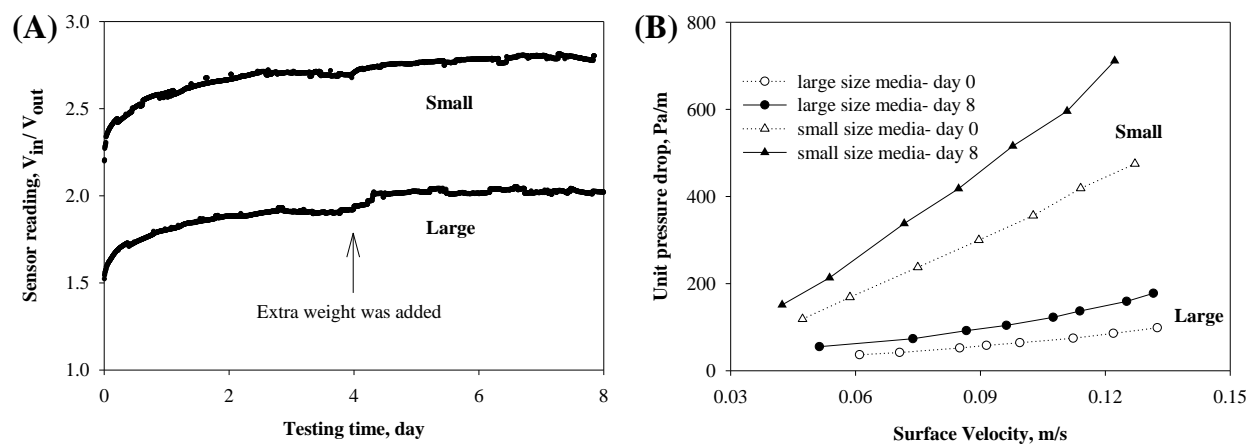 (A)
3.0
2.5
2.0
1.5
1.0
Sensor reading, Vin/ Vout
Small
Large
Extra weight was added
0
2
4
6
8
Testing time, day
(B)
800
600
400
200
0
Unit pressure drop, Pa/m
large size media- day 0
large size media- day 8
small size media- day 0
small size media- day 8
Small
Large
0.03
0.06
0.09
0.12
0.15
Surface Velocity, m/s